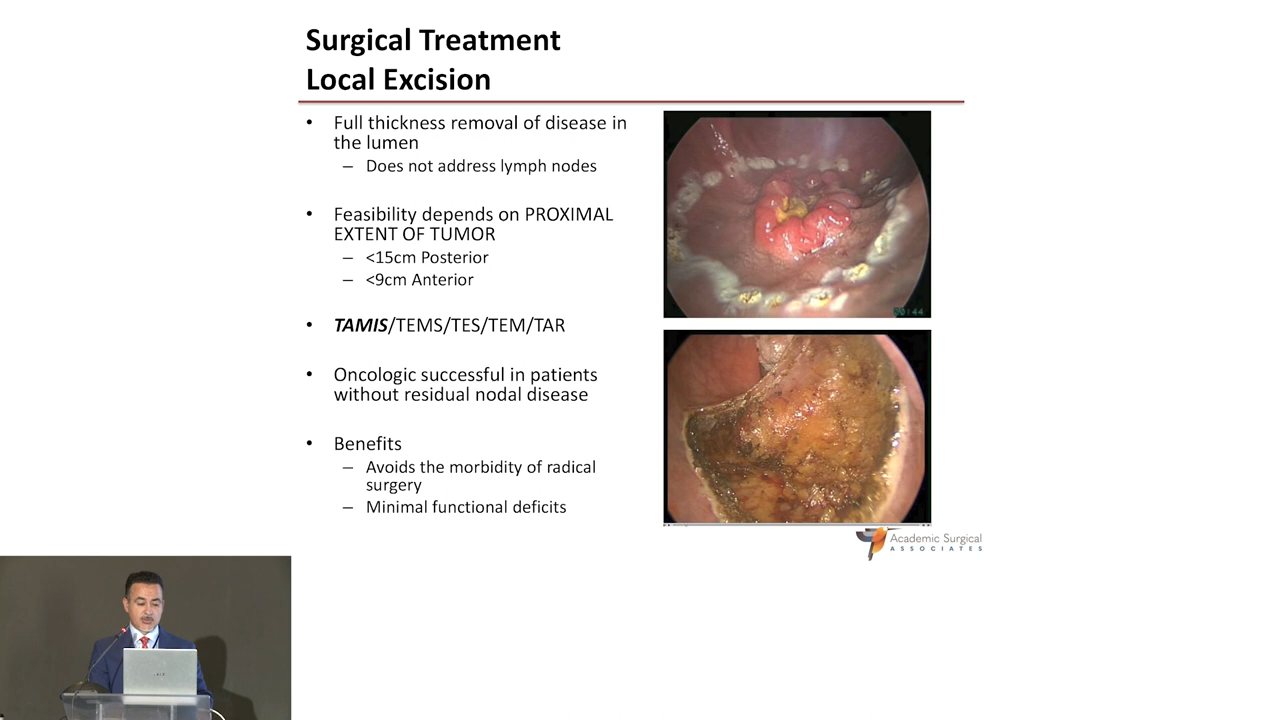 Surgical Treatment
Local Excision
• Full thickness removal of disease in
the lumen
– Does not address lymph nodes
• Feasibility depends on PROXIMAL
EXTENT OF TUMOR
– <15cm Posterior
– <9cm Anterior
• TAMIS/TEMS/TES/TEM/TAR
• Oncologic successful in patients
without residual nodal disease
• Benefits
– Avoids the morbidity of radical
surgery
– Minimal functional deficits
Academic Surgical
ASSOCIATES